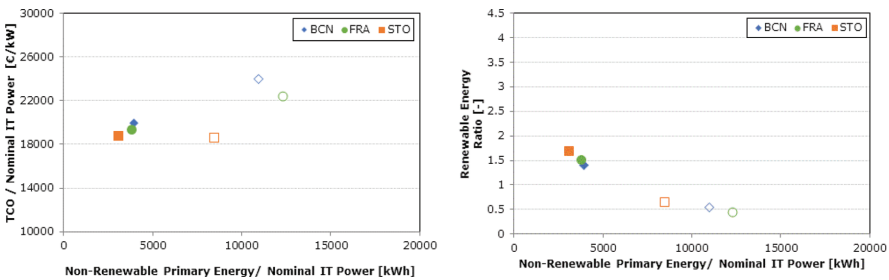 TCO / Nominal IT Power [€/kW]
30000
26000
22000
18000
14000
10000
BCN FRA STO
0 5000 10000 15000 20000
Non-Renewable Primary Energy/ Nominal IT Power [kWh]
Renewable Energy
Ratio [-]
4.5
4
3.5
3
2.5
2
1.5
1
0.5
0
BCN FRA STO
0 5000 10000 15000 20000
Non-Renewable Primary Energy/ Nominal IT Power [kWh]